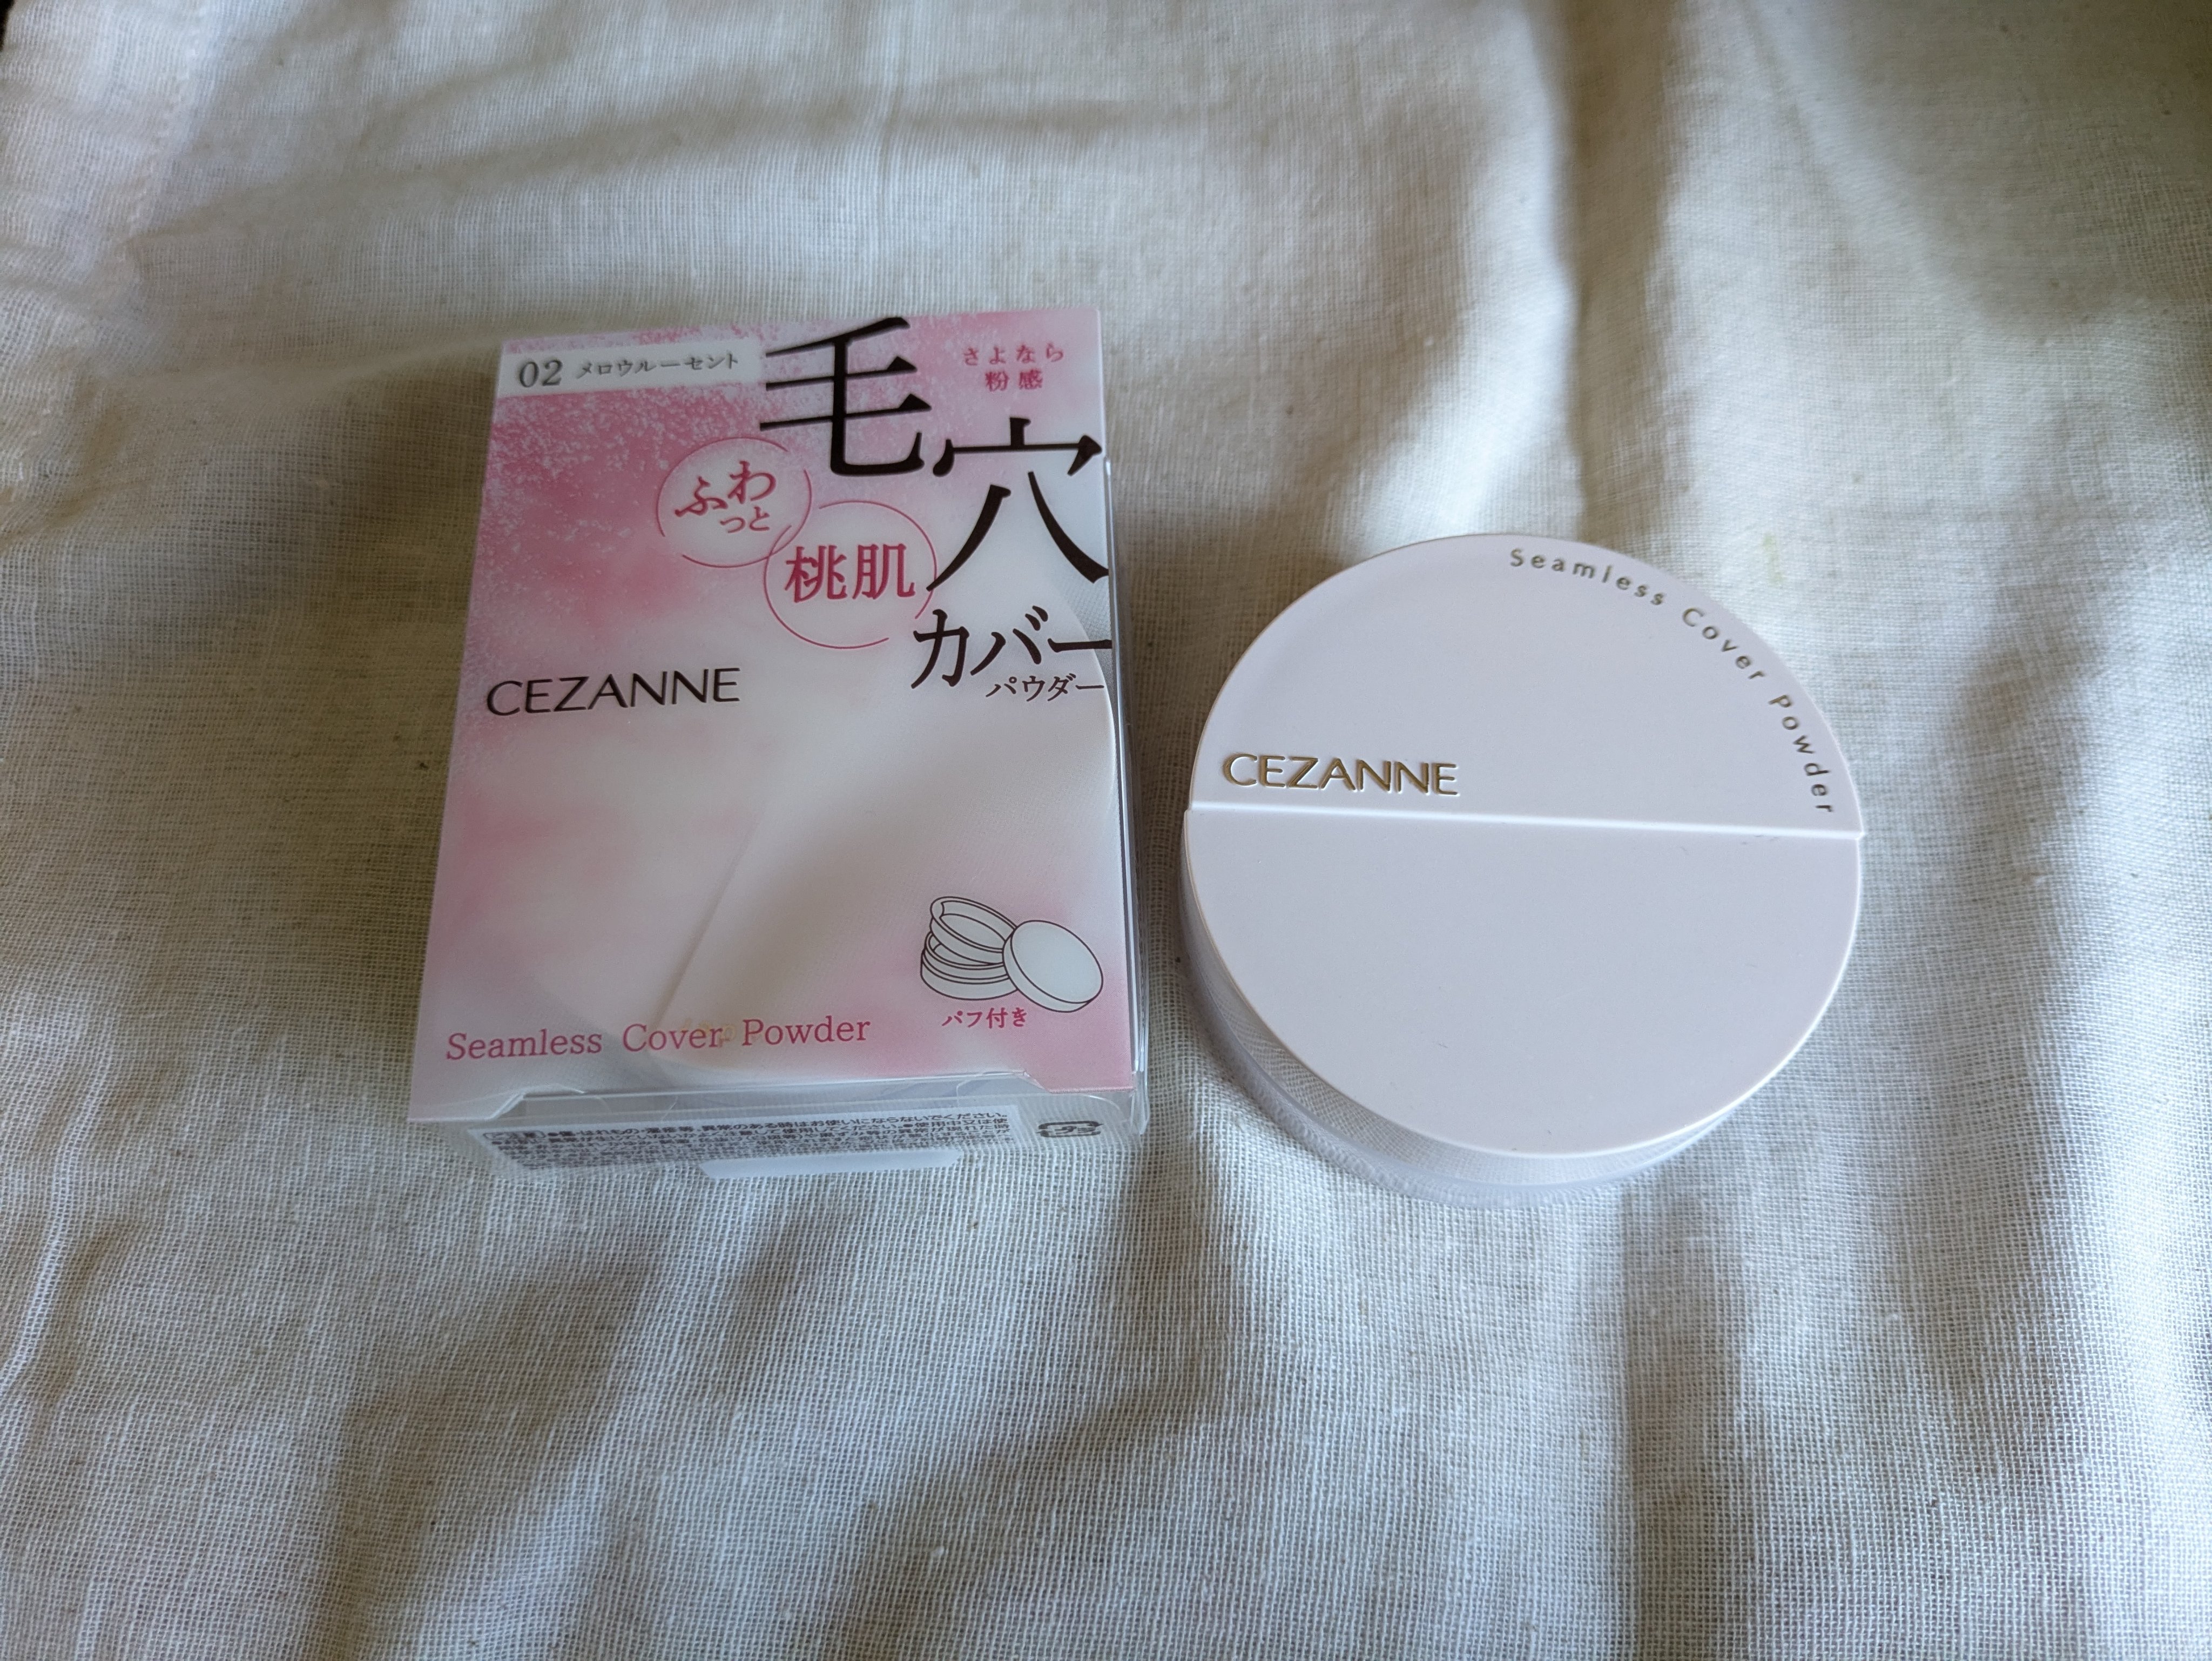 02 メロウルーセント
さよなら
粉感
毛穴
カバー
パウダー
ふわ
っと
桃肌
CEZANNE
パフ付き
Seamless Cover Powder
Seamless Cover Powder
CEZANNE